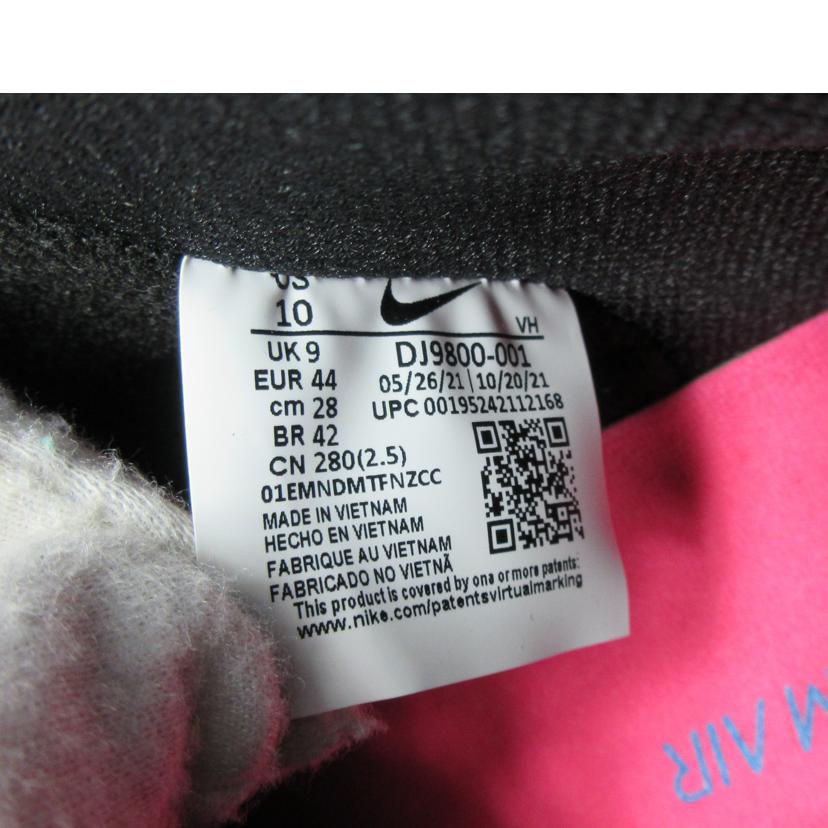 US
10
VH
UK 9
DJ9800-001
EUR 44
05/26/21 | 10/20/21
cm 28
UPC 00195242112168
BR 42
CN 280(2.5)
01EMNDMTFNZCC
MADE IN VIETNAM
HECHO EN VIETNAM
FABRIQUE AU VIETNAM
FABRICADO NO VIETNÃ
This product is covered by one or more patents:
www.nike.com/patentsvirtualmarking
M AIR